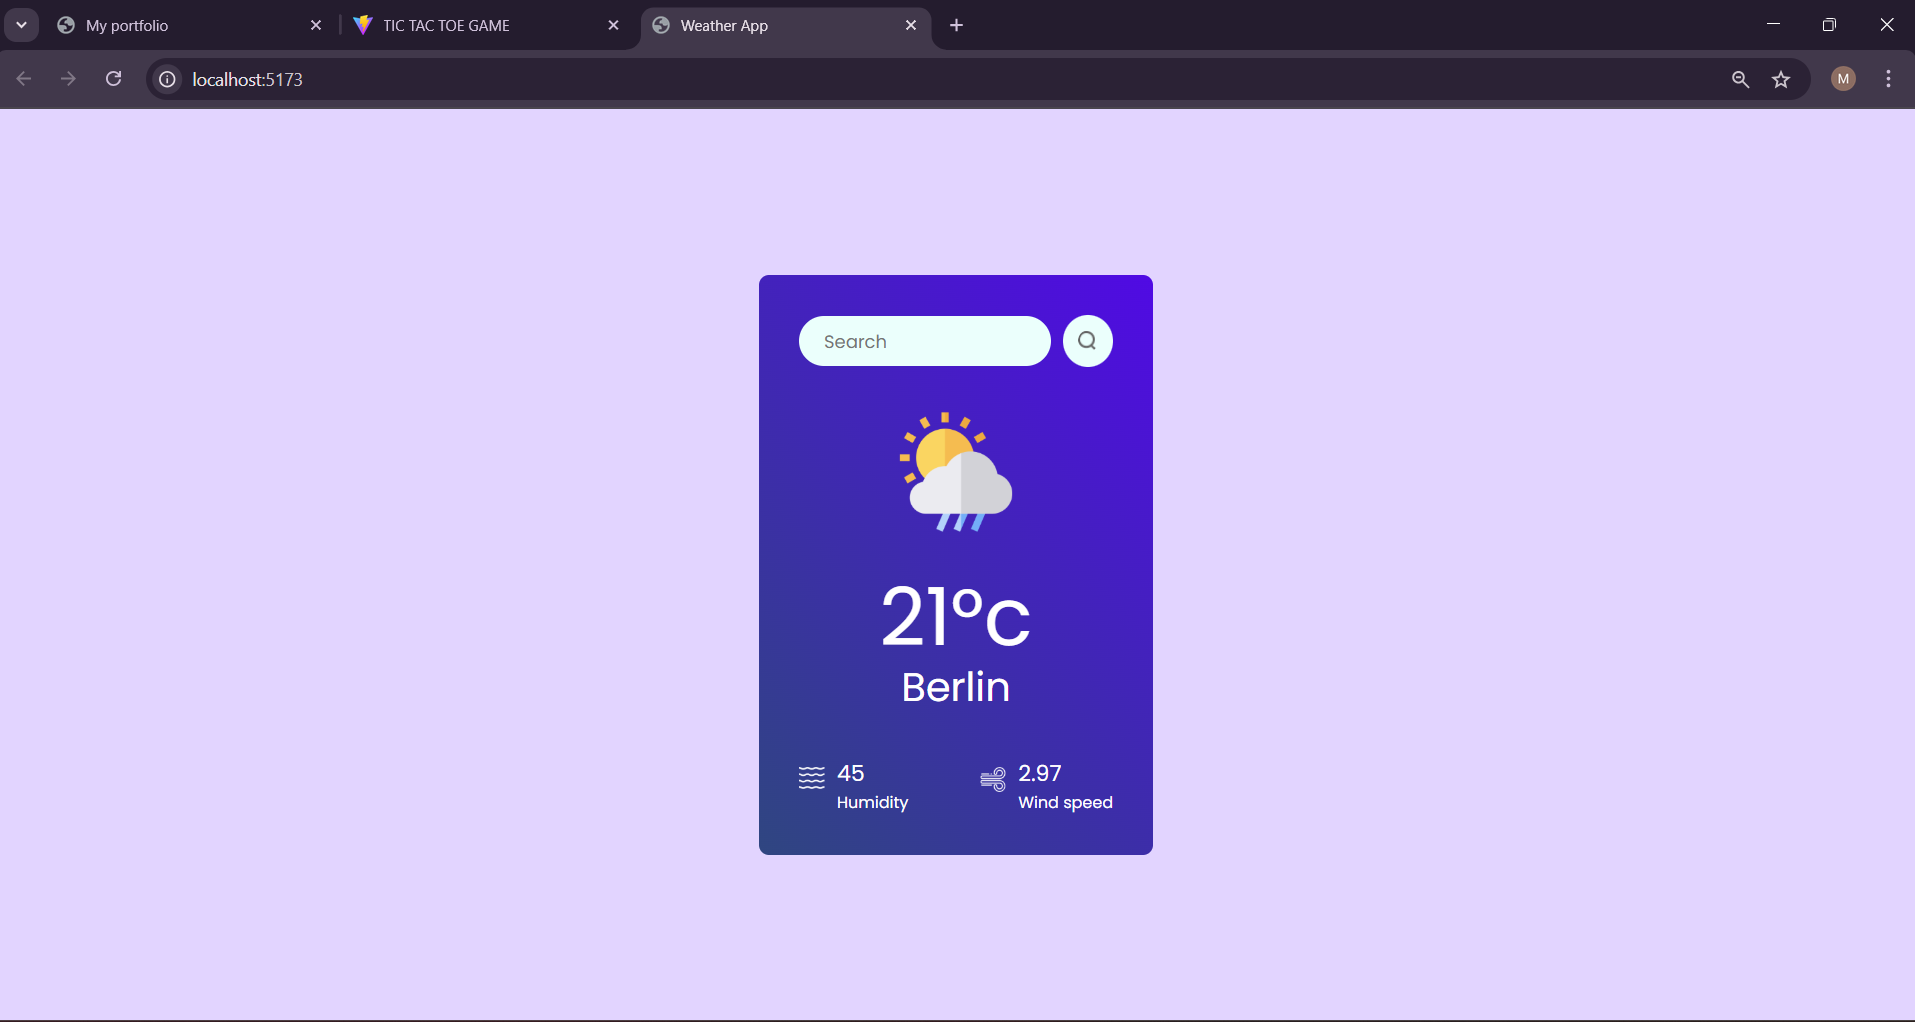 My portfolio
TIC TAC TOE GAME
Weather App
localhost:5173
M
Search
21°c
Berlin
45
Humidity
2.97
Wind speed